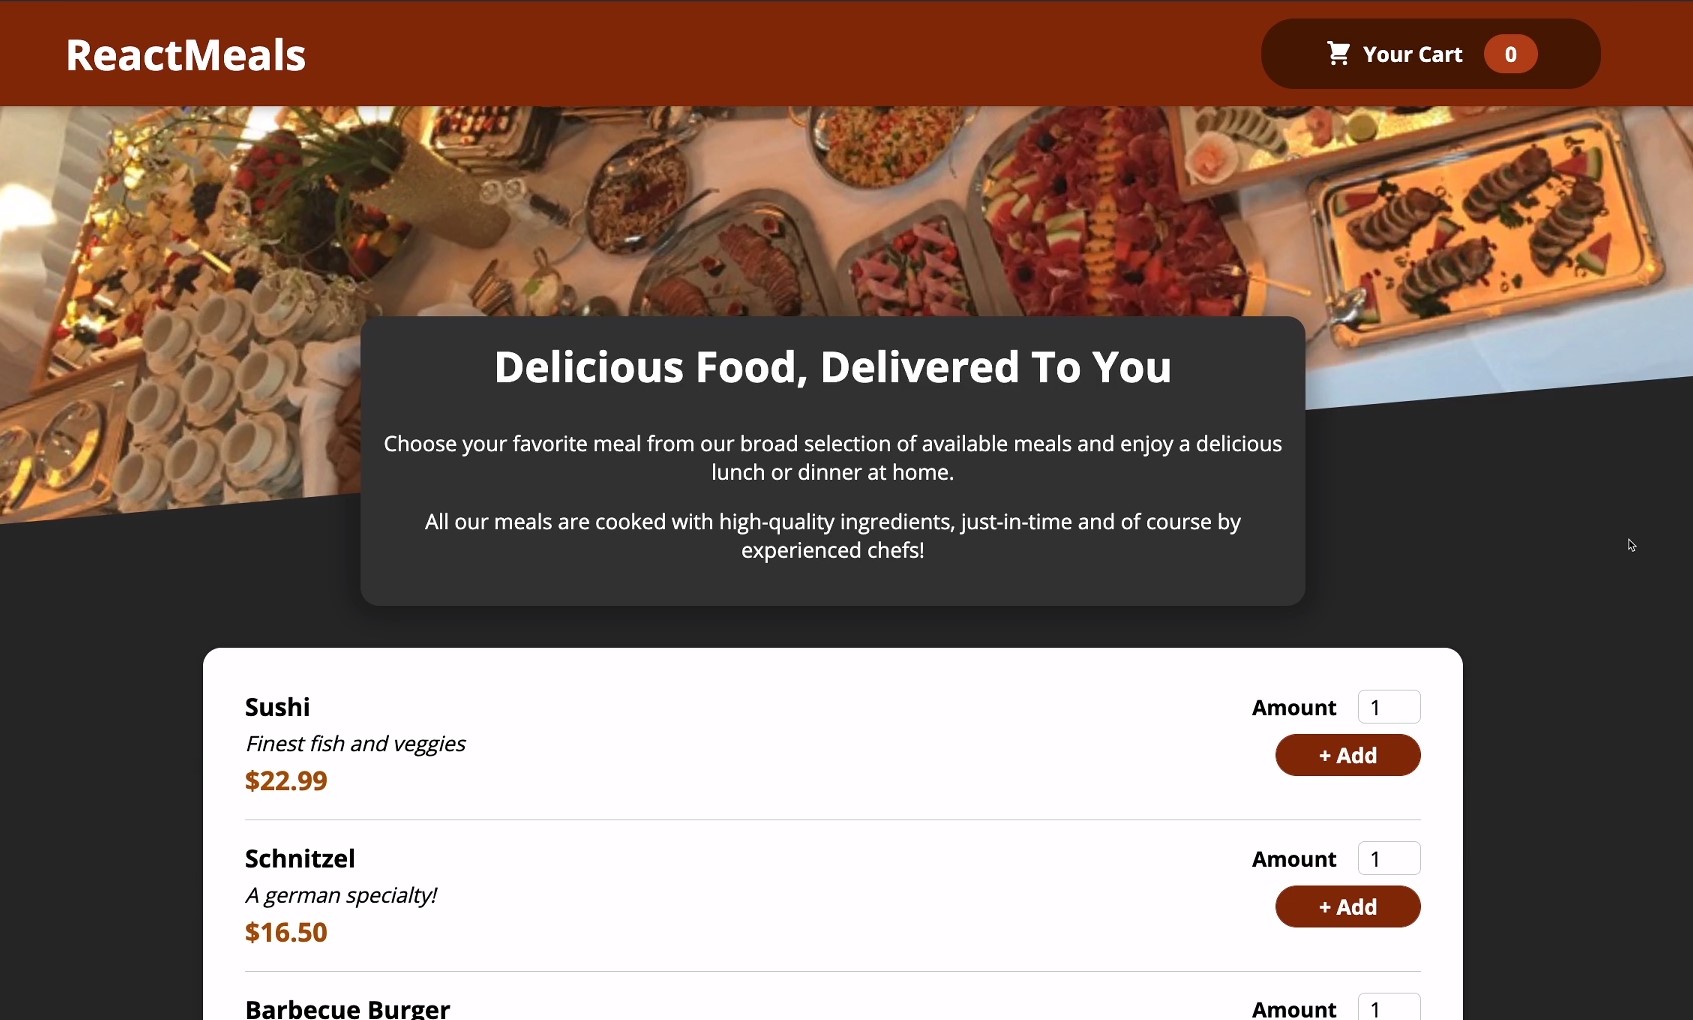 ReactMeals
Your Cart 0
Delicious Food, Delivered To You
Choose your favorite meal from our broad selection of available meals and enjoy a delicious
lunch or dinner at home.
All our meals are cooked with high-quality ingredients, just-in-time and of course by
experienced chefs!
Sushi
Amount 1
Finest fish and veggies
+ Add
$22.99
Schnitzel
Amount 1
A german specialty!
+ Add
$16.50
Barbecue Burger
Amount 1